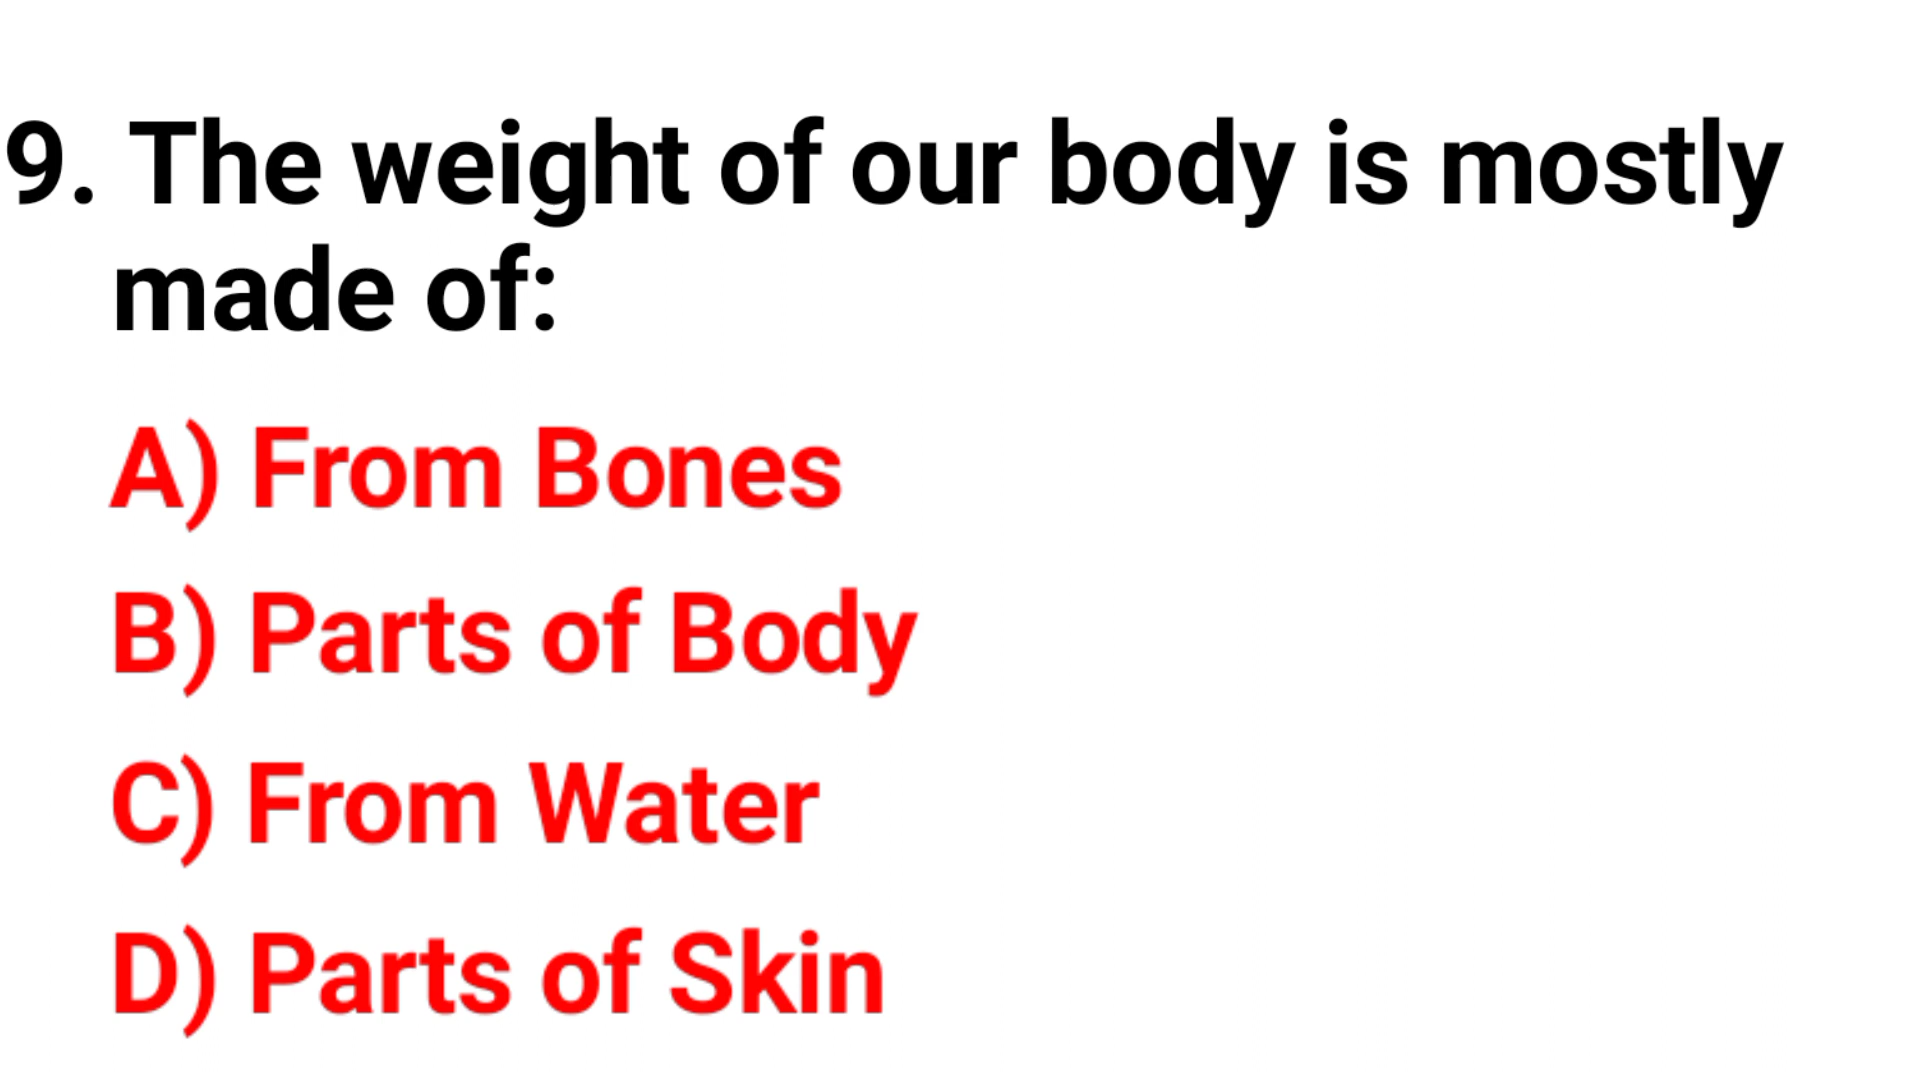 9. The weight of our body is mostly
made of:
A) From Bones
B) Parts of Body
C) From Water
D) Parts of Skin